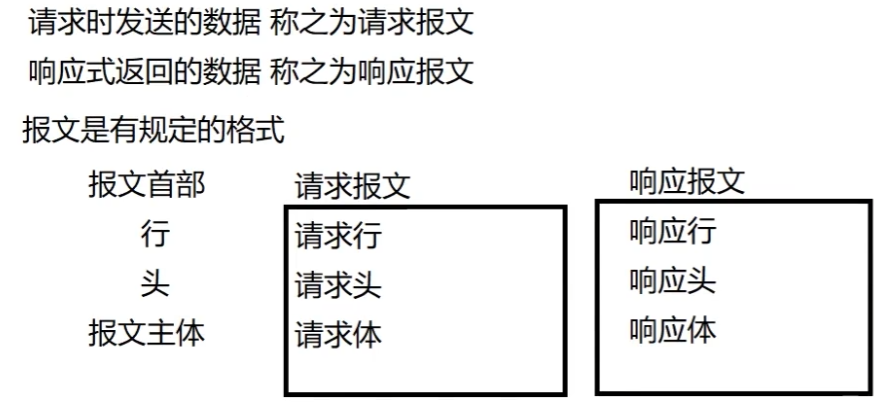 请求时发送的数据 称之为请求报文
响应式返回的数据 称之为响应报文
报文是有规定的格式
报文首部 请求报文 响应报文
行 请求行 响应行
头 请求头 响应头
报文主体 请求体 响应体